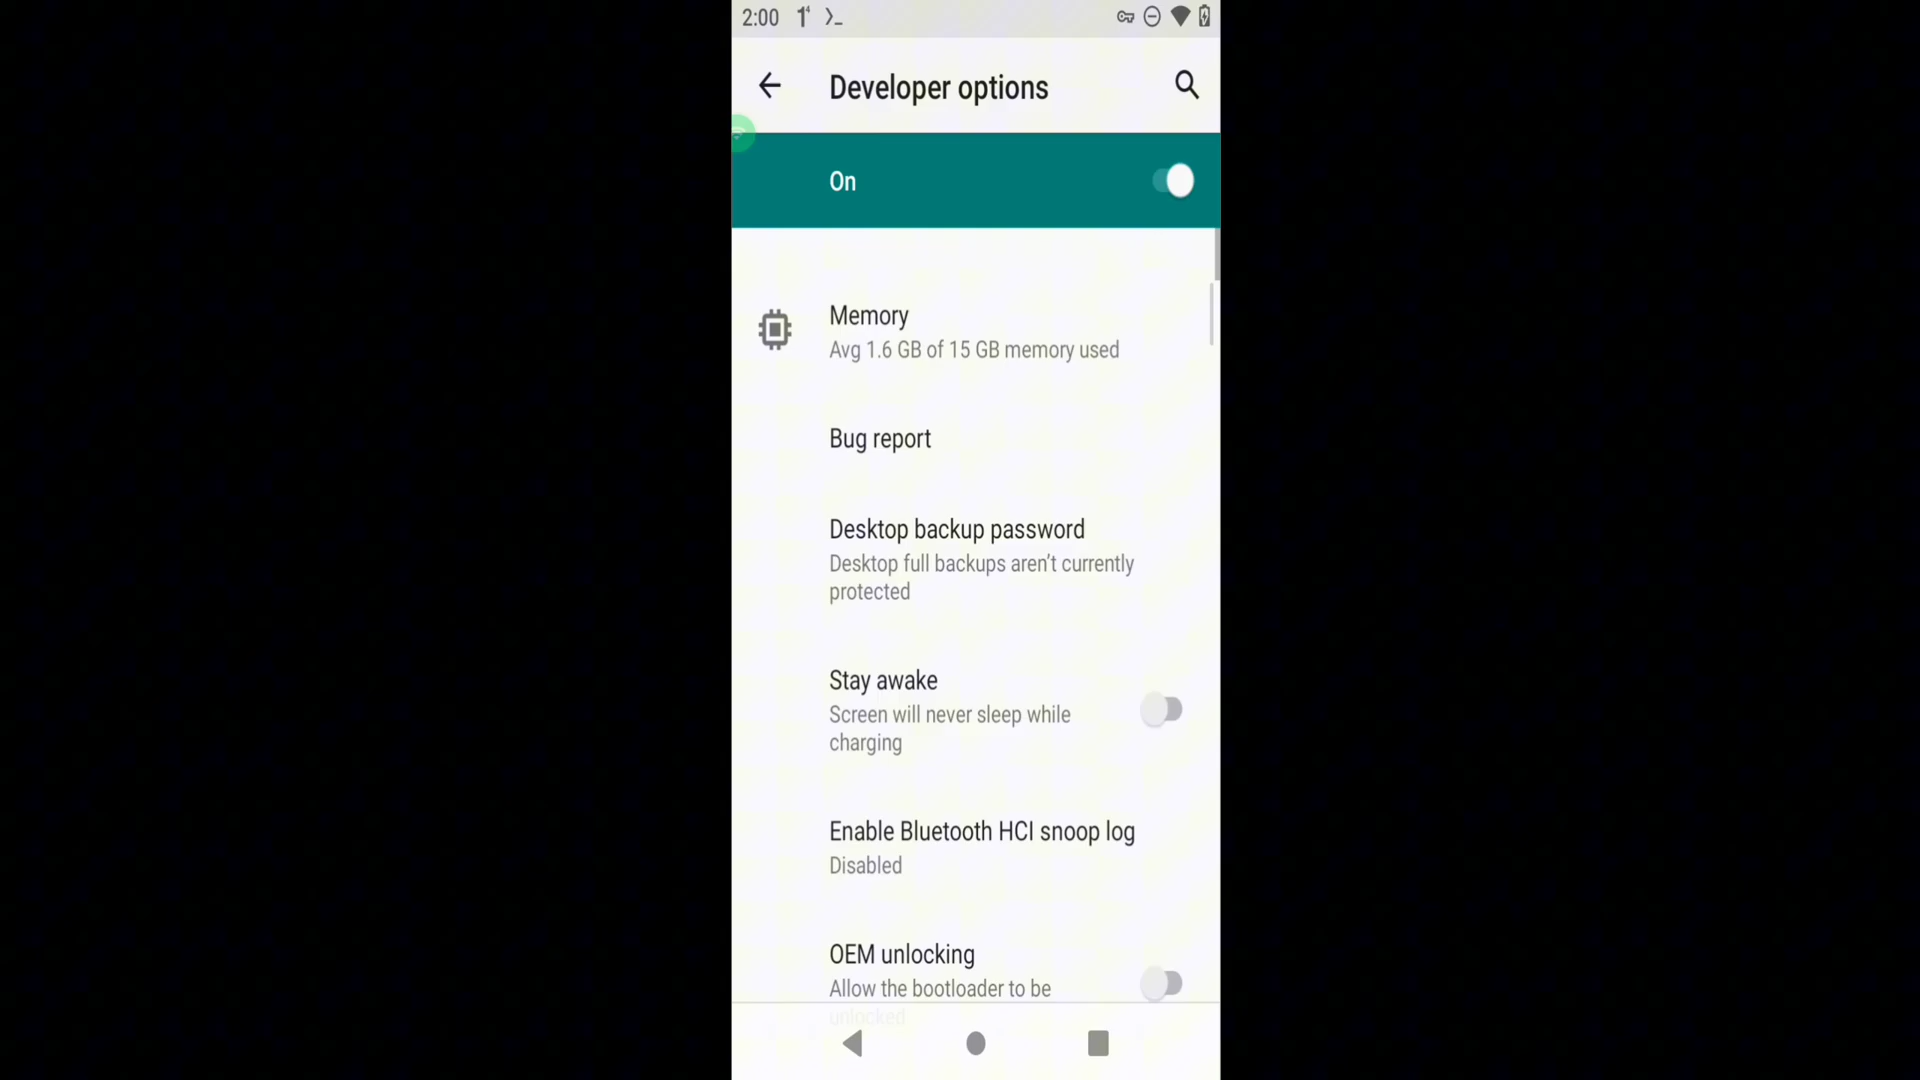 2:00
Developer options
On
Memory
Avg 1.6 GB of 15 GB memory used
Bug report
Desktop backup password
Desktop full backups aren't currently
protected
Stay awake
Screen will never sleep while
charging
Enable Bluetooth HCI snoop log
Disabled
OEM unlocking
Allow the bootloader to be
unlocked